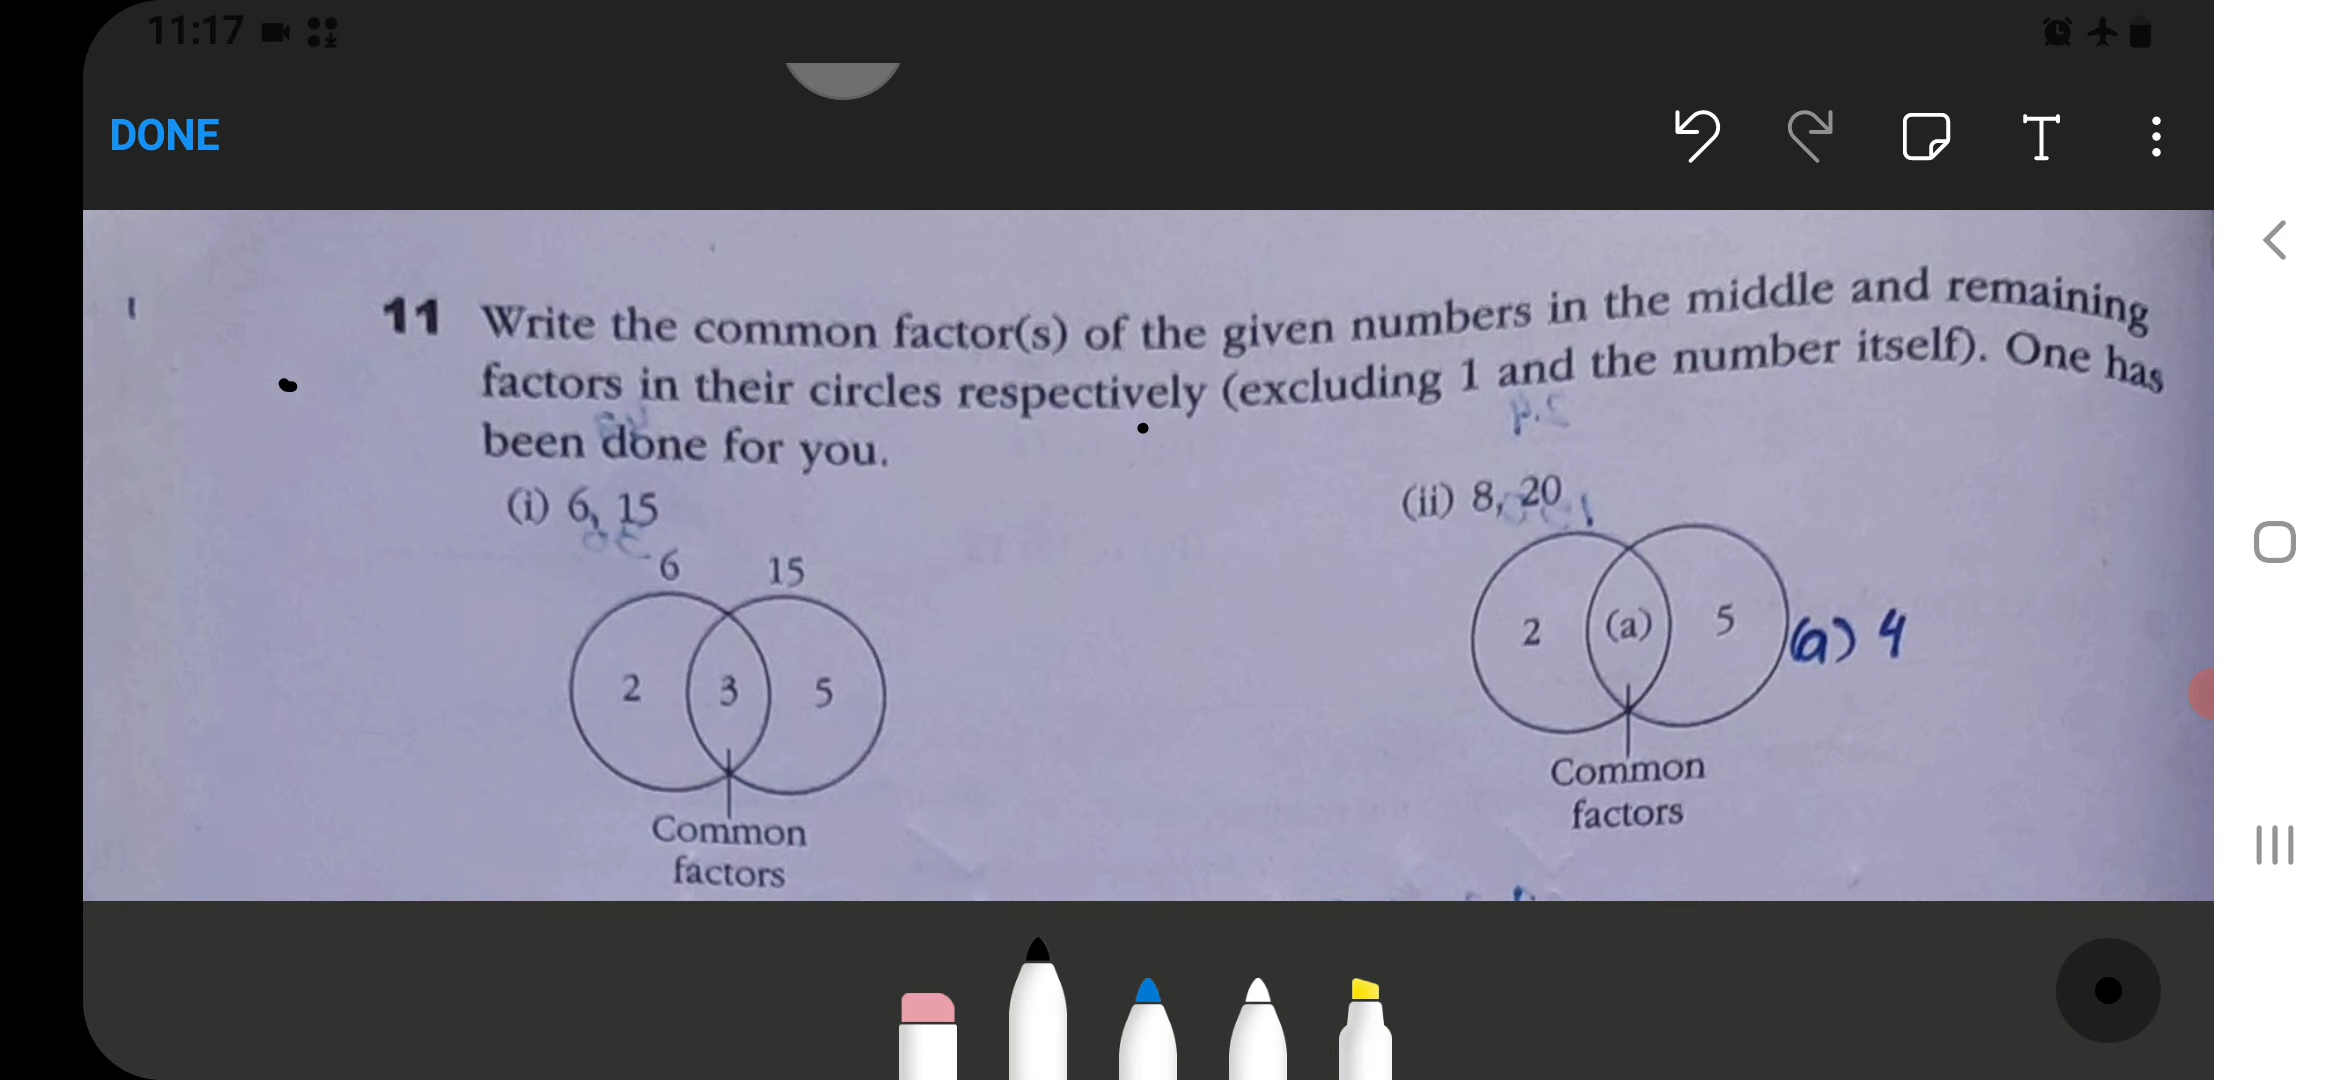 11:17
DONE
T
11 Write the common factor(s) of the given numbers in the middle and remaining
factors in their circles respectively (excluding 1 and the number itself). One has
been done for you.
(i) 6, 15
6 15
2 3 5
Common
factors
(ii) 8, 20
2 (a) 5 (a) 4
Common
factors